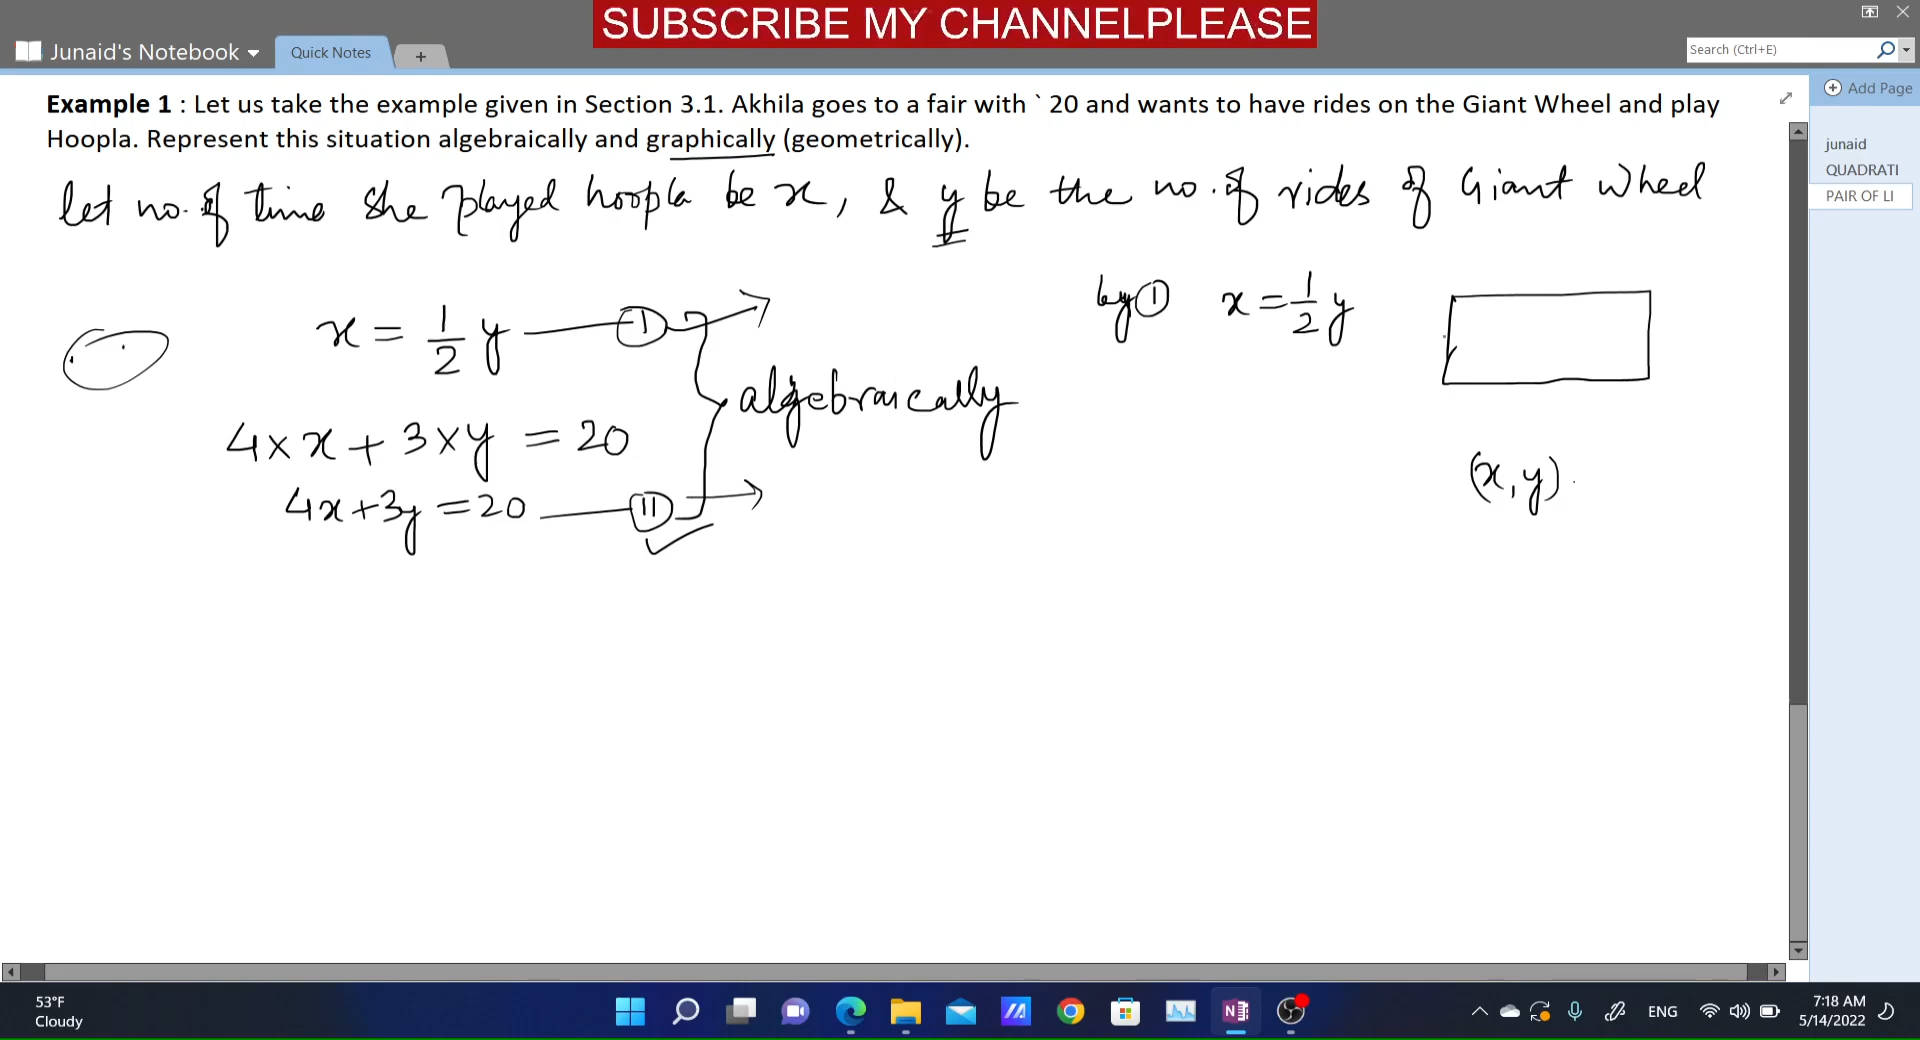 SUBSCRIBE MY CHANNELPLEASE
Junaid's Notebook
Quick Notes
+
Search (Ctrl+E)
Add Page
junaid
QUADRATI
PAIR OF LI
Example 1 : Let us take the example given in Section 3.1. Akhila goes to a fair with ` 20 and wants to have rides on the Giant Wheel and play
Hoopla. Represent this situation algebraically and graphically (geometrically).
let no. of time she played hoopla be x, & y be the no. of rides of Giant Wheel
x = 1/2 y — I
by I x = 1/2 y
algebraically
4 × x + 3 × y = 20
4x + 3y = 20 — II
(x, y).
53°F
Cloudy
ENG
7:18 AM
5/14/2022